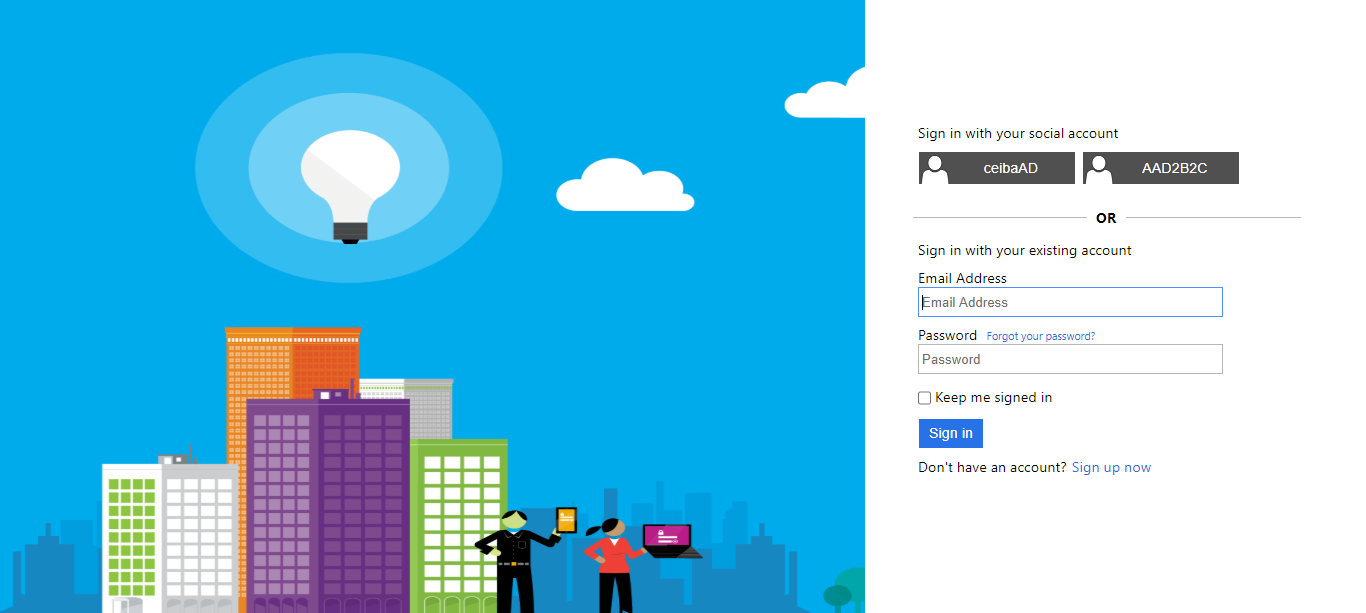 Sign in with your social account
ceibaAD AAD2B2C
OR
Sign in with your existing account
Email Address
Email Address
Password Forgot your password?
Password
Keep me signed in
Sign in
Don't have an account? Sign up now